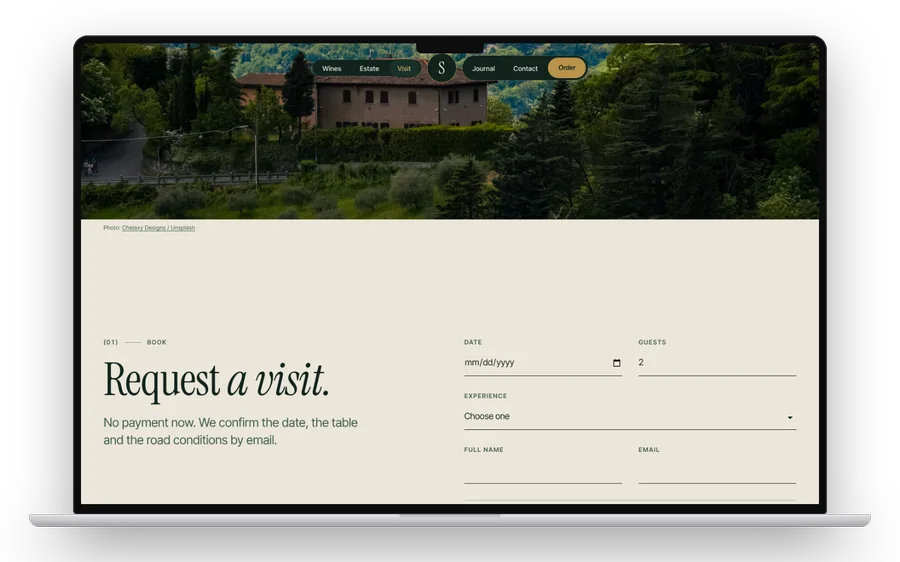 Wines Estate Visit S Journal Contact Order
Photo: Chelaxy Designs / Unsplash
(01) BOOK
Request a visit.
No payment now. We confirm the date, the table
and the road conditions by email.
DATE GUESTS
mm/dd/yyyy 2
EXPERIENCE
Choose one
FULL NAME EMAIL